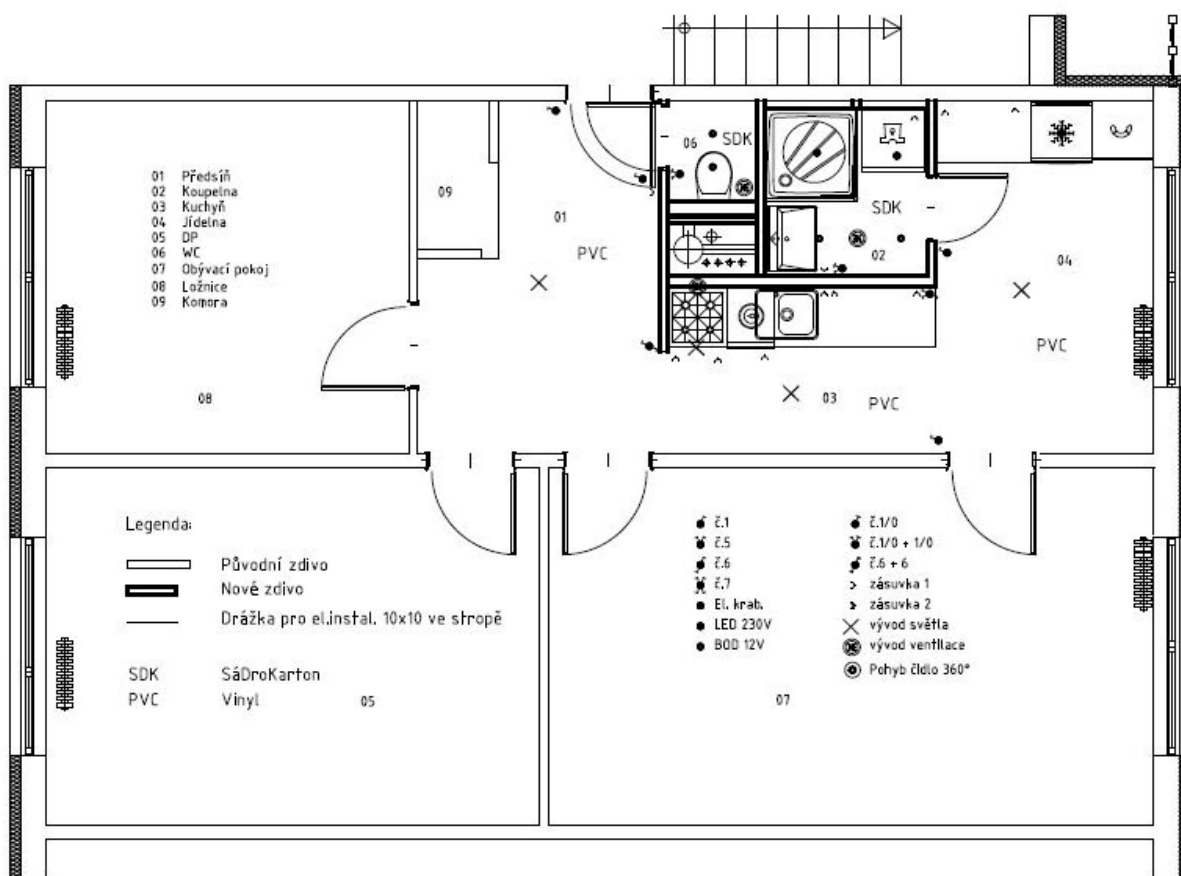 06
SDK
01 Předsíň
02 Koupelna
03 Kuchyň
04 Jídelna
05 DP
06 WC
07 Obývací pokoj
08 Ložnice
09 Komora
09
01
PVC
SDK
02
04
PVC
08
03
PVC
Legenda:
Původní zdivo
Nové zdivo
Drážka pro el.instal. 10x10 ve stropě
SDK SáDroKarton
PVC Vinyl
05
č.1
č.5
č.6
č.7
El. krab.
LED 230V
BOD 12V
č.1/0
č.1/0 + 1/0
č.6 + 6
zásuvka 1
zásuvka 2
vývod světla
vývod ventilace
Pohyb čidlo 360°
07